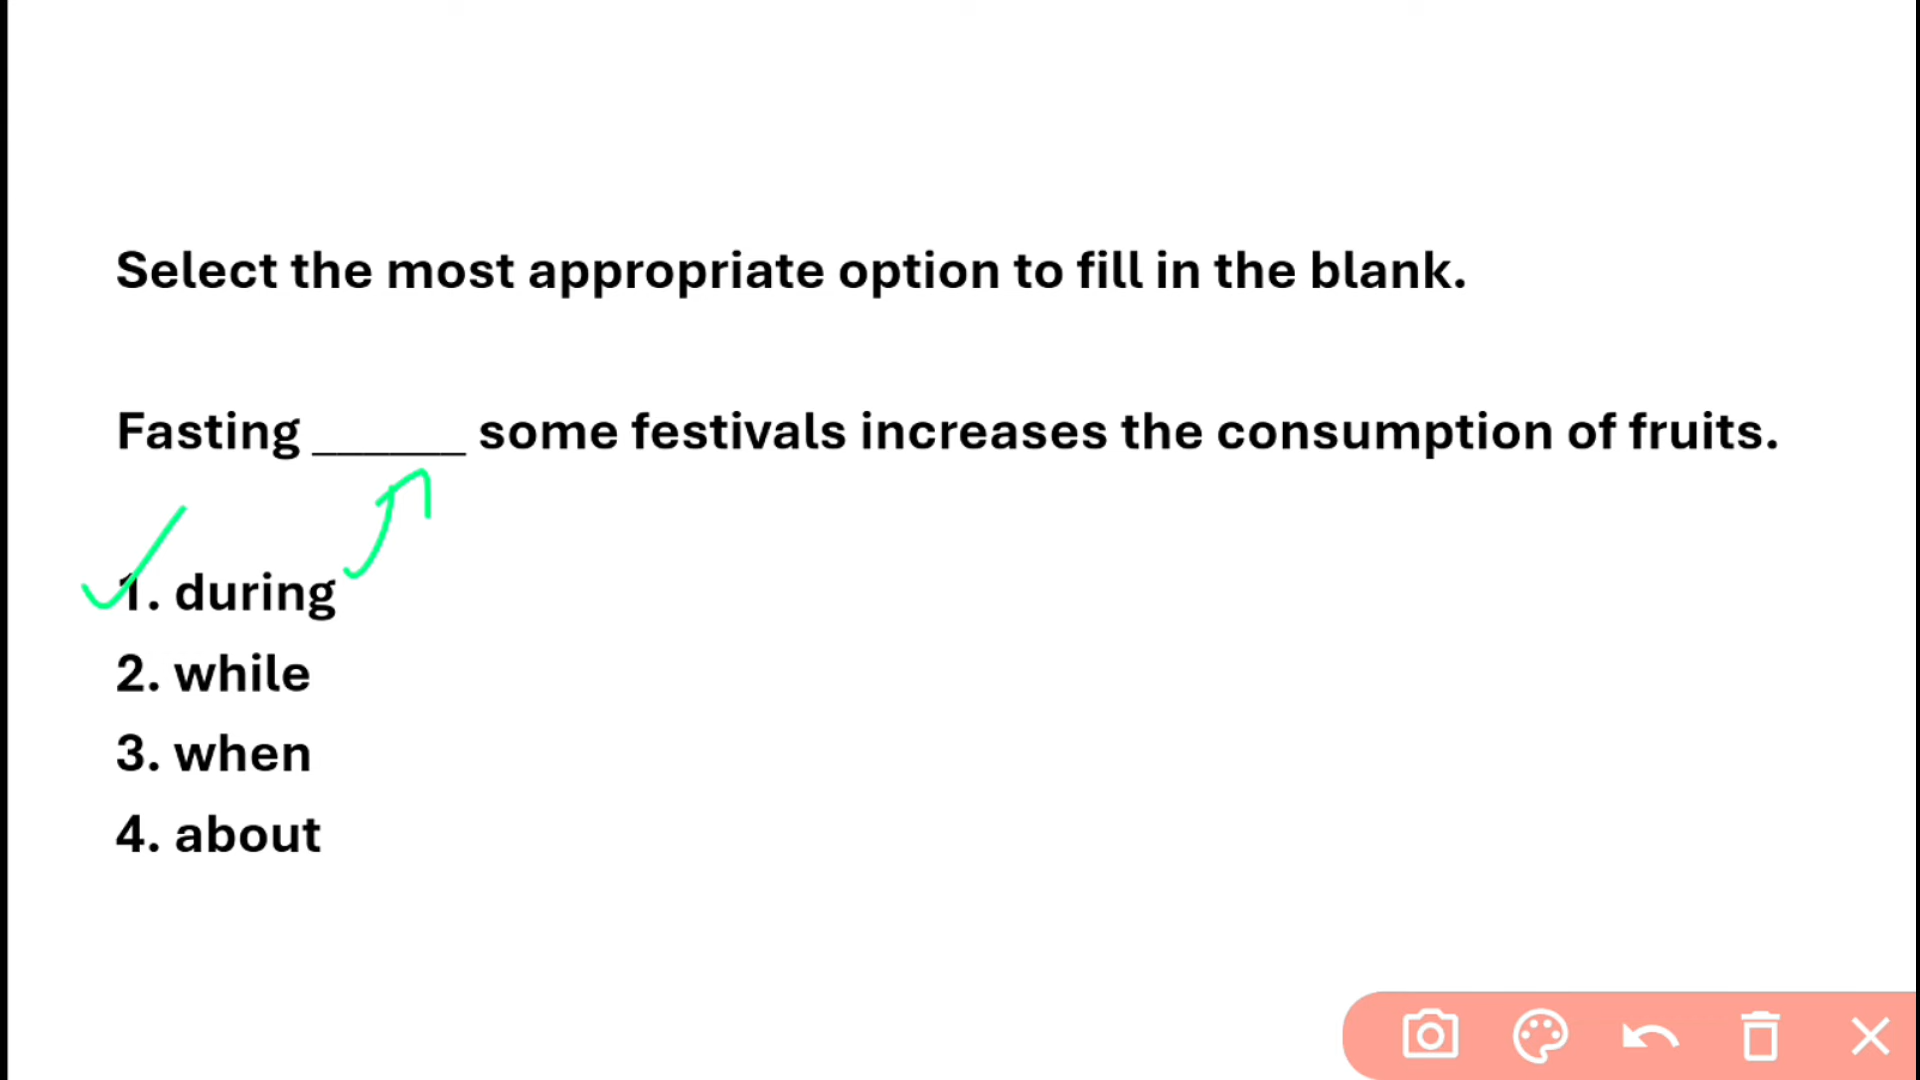 Select the most appropriate option to fill in the blank.
Fasting ______ some festivals increases the consumption of fruits.
1. during
2. while
3. when
4. about